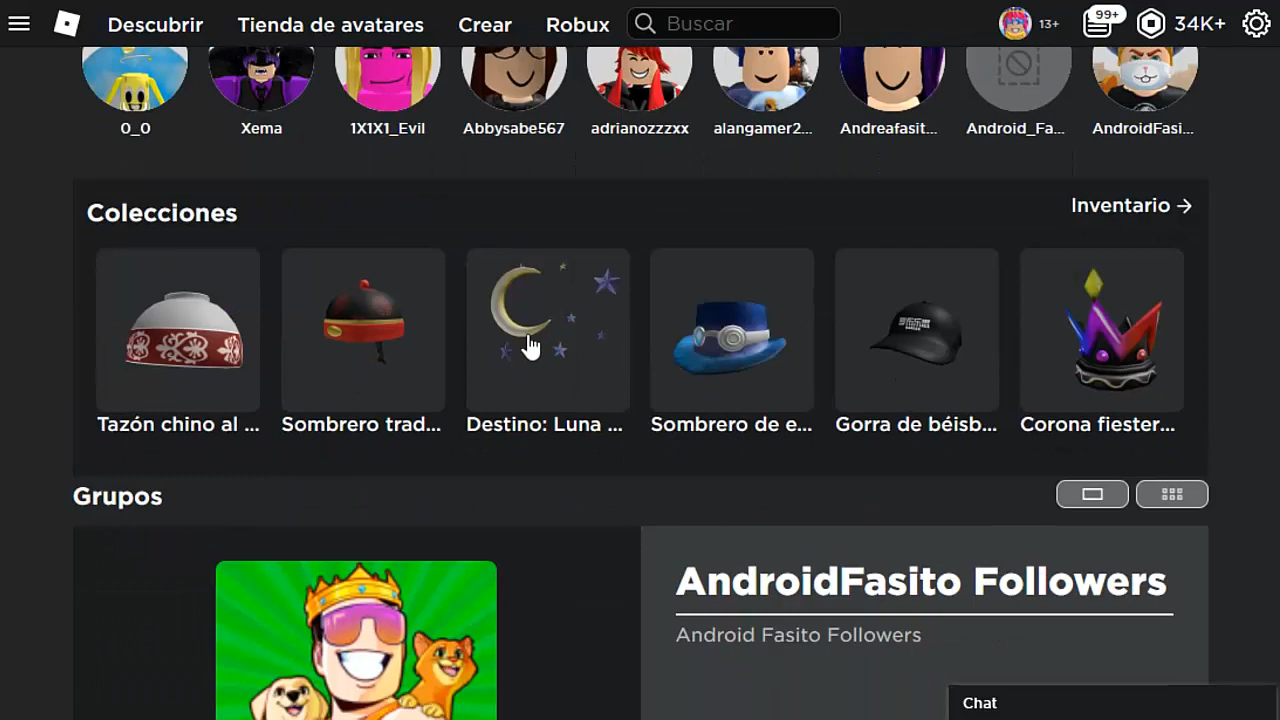 Descubrir Tienda de avatares Crear Robux Buscar 13+ 99+ 34K+
0_0 Xema 1X1X1_Evil Abbysabe567 adrianozzzxx alangamer2... Andreafasit... Android_Fa... AndroidFasi...
Colecciones Inventario →
Tazón chino al ... Sombrero trad... Destino: Luna ... Sombrero de e... Gorra de béisb... Corona fiester...
Grupos
AndroidFasito Followers
Android Fasito Followers
Chat